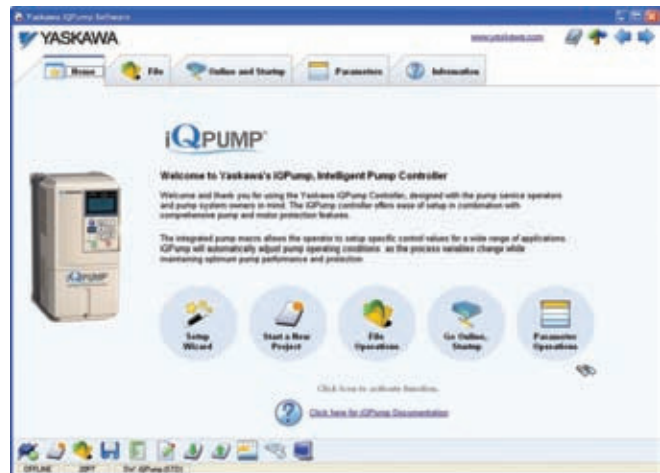 Yaskawa iQPump Software
YASKAWA
www.yaskawa.com
Home
File
Online and Startup
Parameters
Information
iQPUMP
Welcome to Yaskawa's iQPump, Intelligent Pump Controller
Welcome and thank you for using the Yaskawa iQPump Controller, designed with the pump service operators
and pump system owners in mind. The iQPump controller offers ease of setup in combination with
comprehensive pump and motor protection features.
The integrated pump macro allows the operator to setup specific control values for a wide range of applications.
iQPump will automatically adjust pump operating conditions as the process variables change while
maintaining optimum pump performance and protection.
iQPUMP
Setup
Wizard
Start a New
Project
File
Operations
Go Online,
Startup
Parameter
Operations
Click here to activate function.
Click here for iQPump Documentation
OFFLINE